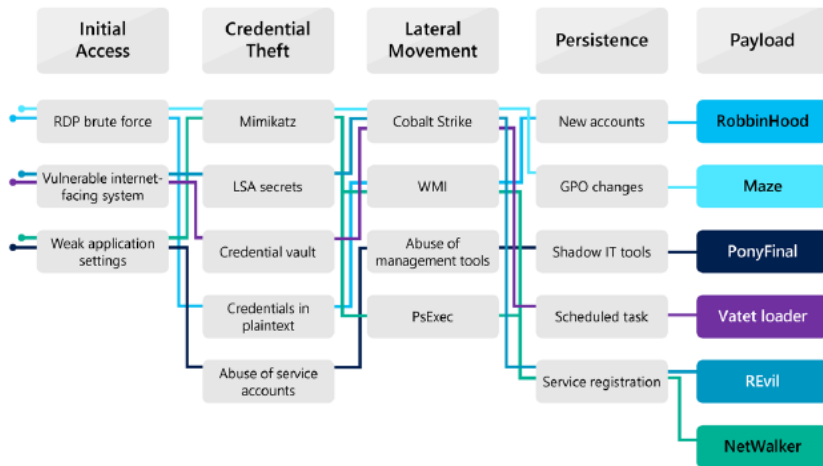 Initial
Access
Credential
Theft
Lateral
Movement
Persistence
Payload
RDP brute force
Mimikatz
Cobalt Strike
New accounts
RobbinHood
Vulnerable internet-
facing system
LSA secrets
WMI
GPO changes
Maze
Weak application
settings
Credential vault
Abuse of
management tools
Shadow IT tools
PonyFinal
Credentials in
plaintext
PsExec
Scheduled task
Vatet loader
Abuse of service
accounts
Service registration
REvil
NetWalker